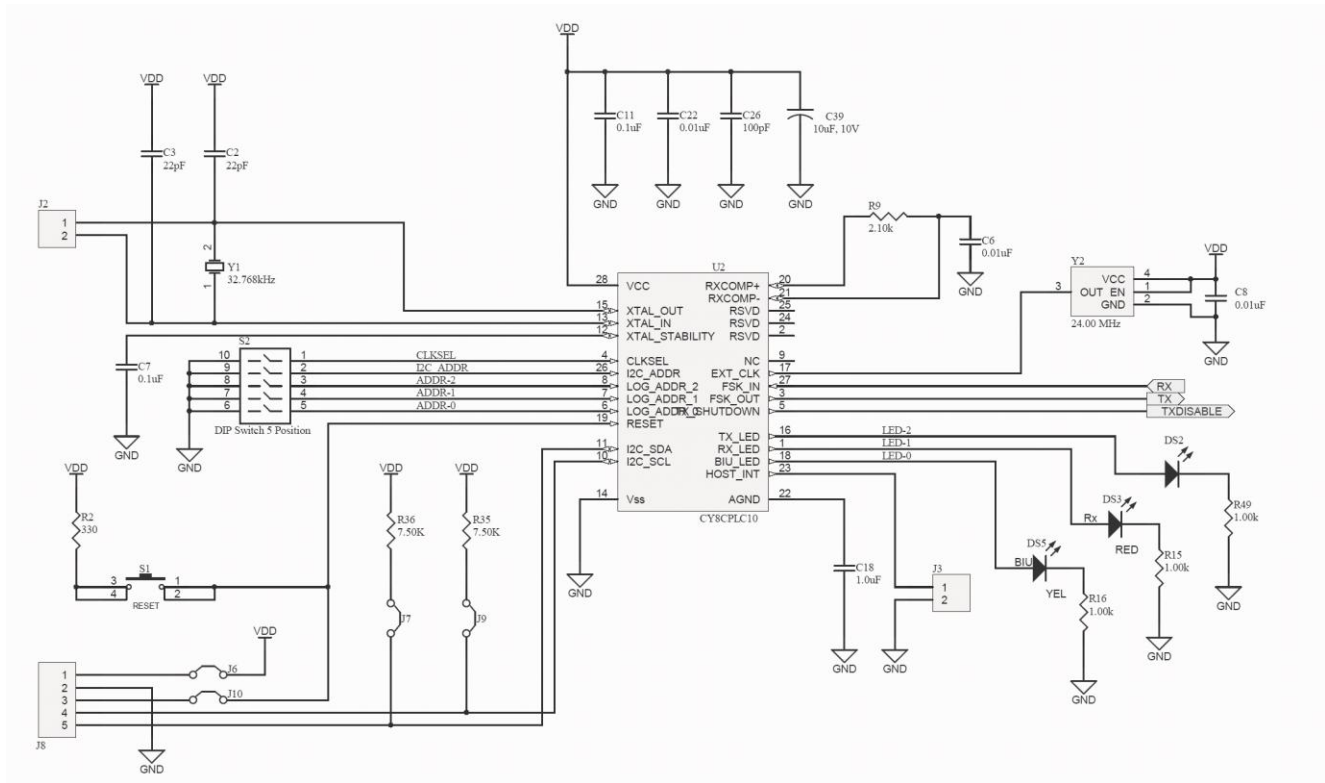 VDD
VDD
VDD
C3
22pF
C2
22pF
C11
0.1uF
C22
0.01uF
C26
100pF
C39
10uF, 10V
GND
GND
GND
GND
J2
1
2
2
Y1
32.768kHz
1
R9
2.10k
C6
0.01uF
GND
VDD
Y2
VCC
OUT EN
GND
3
4
1
2
24.00 MHz
C8
0.01uF
GND
U2
28
VCC
15
XTAL_OUT
13
XTAL_IN
12
XTAL_STABILITY
4
CLKSEL
26
I2C_ADDR
8
LOG_ADDR_2
7
LOG_ADDR_1
6
LOG_ADDR_0
19
RESET
11
I2C_SDA
10
I2C_SCL
14
Vss
RXCOMP+
20
RXCOMP-
21
RSVD
25
RSVD
24
RSVD
2
NC
9
EXT_CLK
17
FSK_IN
27
FSK_OUT
3
TX_SHUTDOWN
5
TX_LED
16
RX_LED
1
BIU_LED
18
HOST_INT
23
AGND
22
CY8CPLC10
C7
0.1uF
GND
S2
10
9
8
7
6
1
2
3
4
5
CLKSEL
I2C_ADDR
ADDR-2
ADDR-1
ADDR-0
DIP Switch 5 Position
GND
RX
TX
TXDISABLE
LED-2
LED-1
LED-0
DS2
R49
1.00k
GND
Rx
DS3
RED
R15
1.00k
GND
BIU
DS5
YEL
R16
1.00k
GND
VDD
R2
330
S1
3
4
1
2
RESET
VDD
R36
7.50K
J7
VDD
R35
7.50K
J9
GND
C18
1.0uF
GND
J3
1
2
GND
VDD
J6
J10
1
2
3
4
5
J8
GND